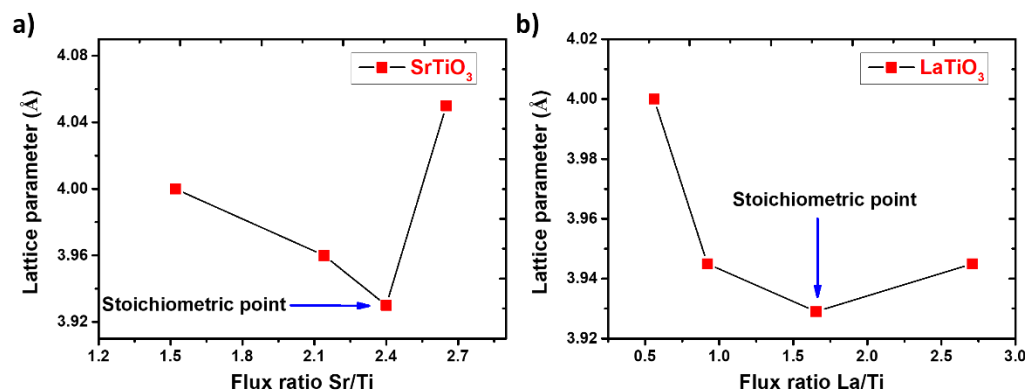 a)
SrTiO3
Lattice parameter (Å)
4.08
4.04
4.00
3.96
3.92
Stoichiometric point
1.2 1.5 1.8 2.1 2.4 2.7
Flux ratio Sr/Ti
b)
LaTiO3
Lattice parameter (Å)
4.02
4.00
3.98
3.96
3.94
3.92
Stoichiometric point
0.5 1.0 1.5 2.0 2.5 3.0
Flux ratio La/Ti